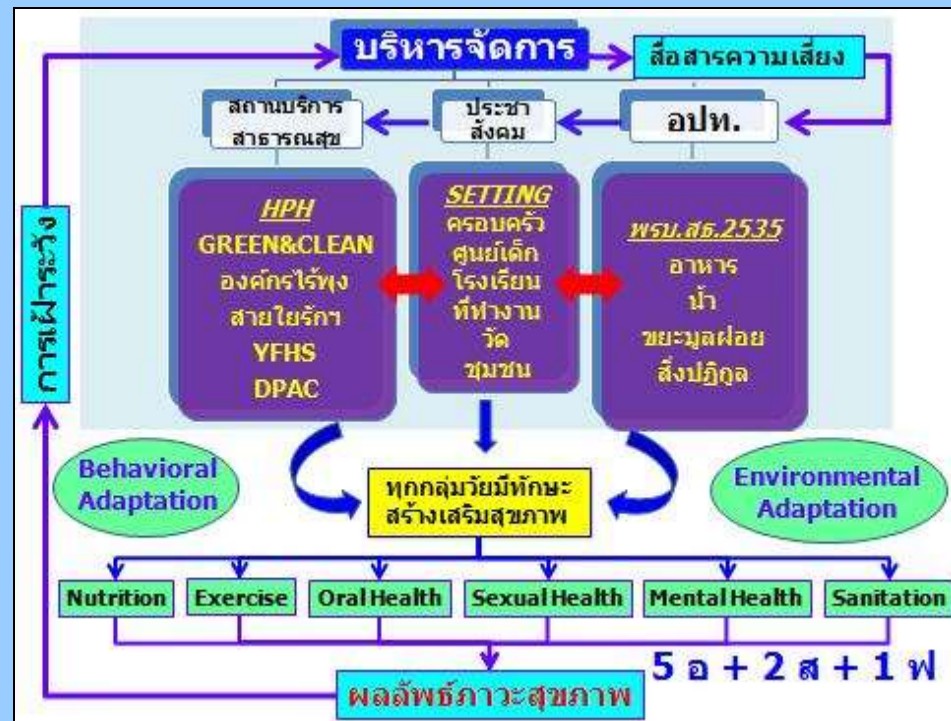 บริหารจัดการ
สื่อสารความเสี่ยง
สถานบริการ
สาธารณสุข
ประชา
สังคม
อปท.
HPH
GREEN&CLEAN
องค์กรไร้พุง
สายใยรักฯ
YFHS
DPAC
SETTING
ครอบครัว
ศูนย์เด็ก
โรงเรียน
ที่ทำงาน
วัด
ชุมชน
พรบ.สธ.2535
อาหาร
น้ำ
ขยะมูลฝอย
สิ่งปฏิกูล
การเฝ้าระวัง
Behavioral
Adaptation
ทุกกลุ่มวัยมีทักษะ
สร้างเสริมสุขภาพ
Environmental
Adaptation
Nutrition
Exercise
Oral Health
Sexual Health
Mental Health
Sanitation
5 อ + 2 ส + 1 ฟ
ผลลัพธ์ภาวะสุขภาพ